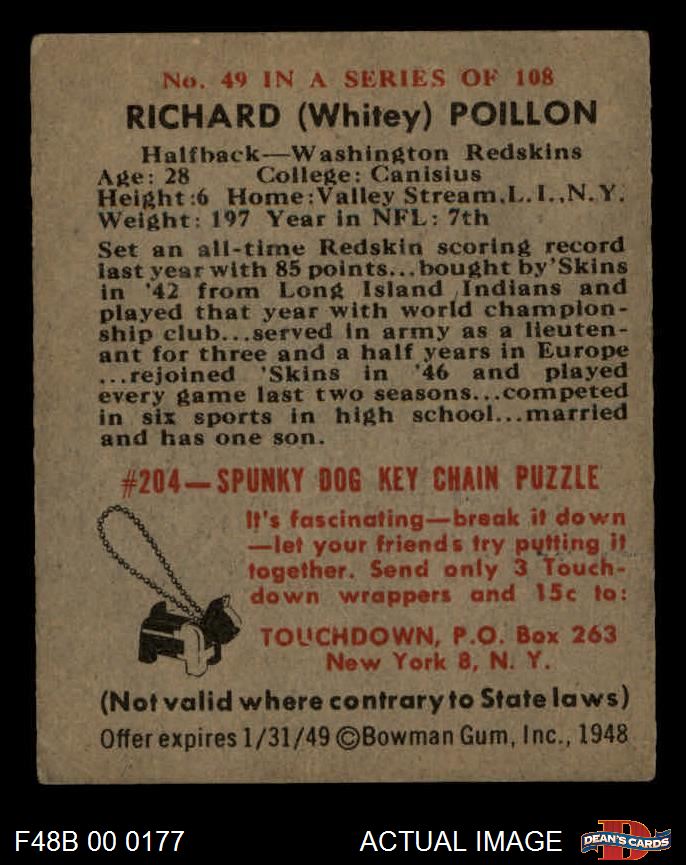 No. 49 IN A SERIES OF 108
RICHARD (Whitey) POILLON
Halfback—Washington Redskins
Age: 28 College: Canisius
Height:6 Home:Valley Stream,L.I.,N.Y.
Weight: 197 Year in NFL: 7th
Set an all-time Redskin scoring record
last year with 85 points...bought by 'Skins
in '42 from Long Island Indians and
played that year with world champion-
ship club...served in army as a lieuten-
ant for three and a half years in Europe
...rejoined 'Skins in '46 and played
every game last two seasons...competed
in six sports in high school...married
and has one son.
#204—SPUNKY DOG KEY CHAIN PUZZLE
It's fascinating—break it down
—let your friends try putting it
together. Send only 3 Touch-
down wrappers and 15c to:
TOUCHDOWN, P.O. Box 263
New York 8, N. Y.
(Not valid where contrary to State laws)
Offer expires 1/31/49 ©Bowman Gum, Inc., 1948
F48B 00 0177 ACTUAL IMAGE
D
DEAN'S CARDS